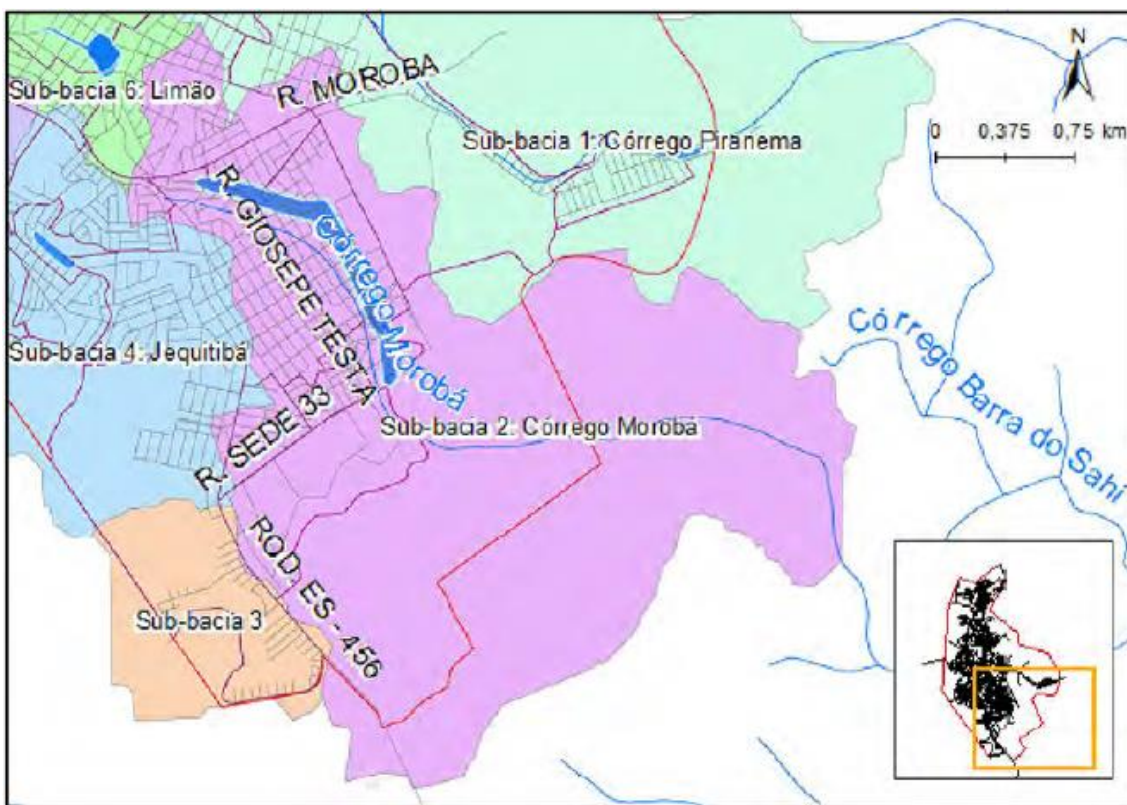 N
R. MOROBA
Sub-bacia 6: Limão
0 0,375 0,75 km
Sub-bacia 1: Córrego Piranema
R. GIOSEPE TESTA
Córrego Morobá
Córrego Barra do Sahi
Sub-bacia 4: Jequitibá
R. SEDE 33
Sub-bacia 2: Córrego Morobá
ROD. ES - 456
Sub-bacia 3